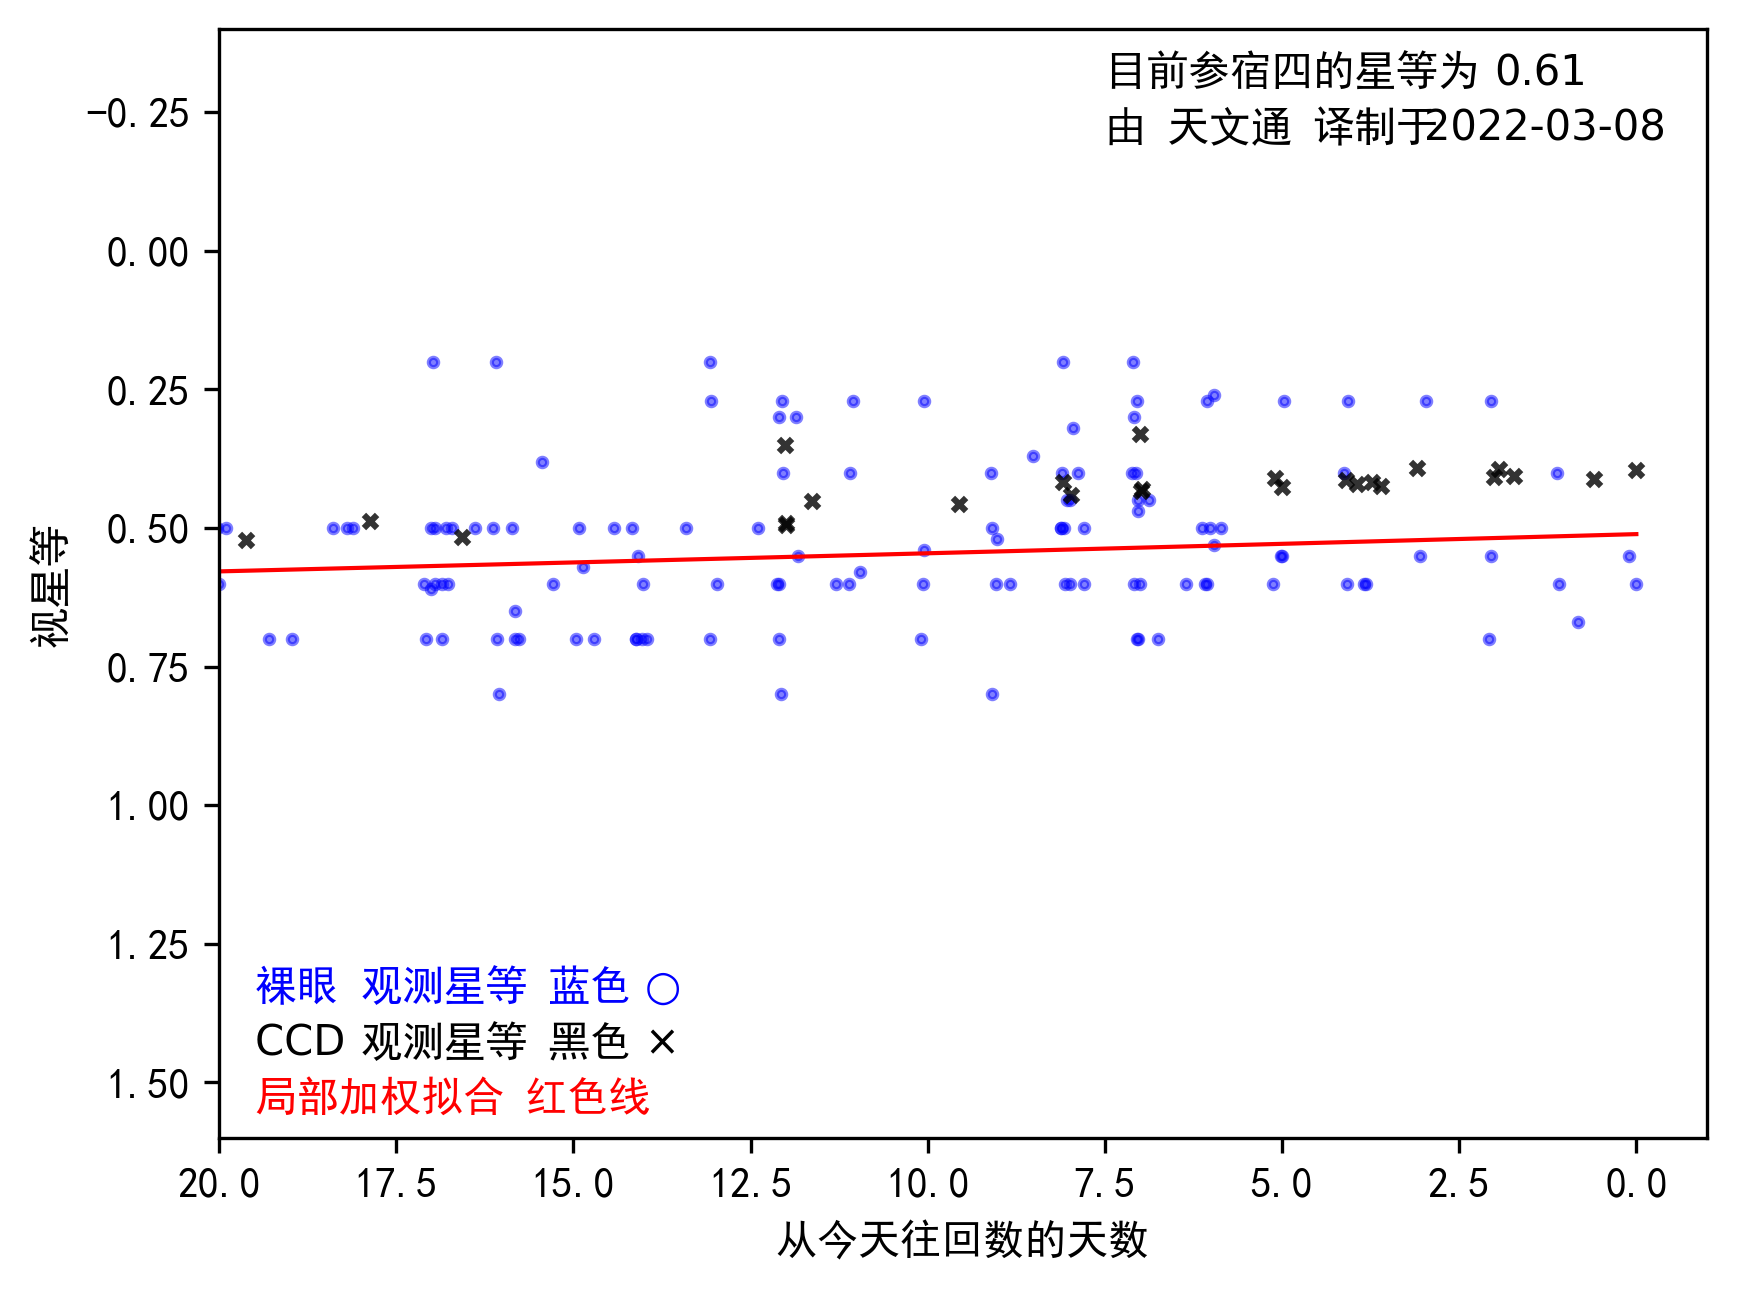 目前参宿四的星等为 0.61
由 天文通 译制于2022-03-08
−0.25
0.00
0.25
0.50
0.75
1.00
1.25
1.50
视星等
裸眼 观测星等 蓝色 ○
CCD 观测星等 黑色 ×
局部加权拟合 红色线
20.0 17.5 15.0 12.5 10.0 7.5 5.0 2.5 0.0
从今天往回数的天数